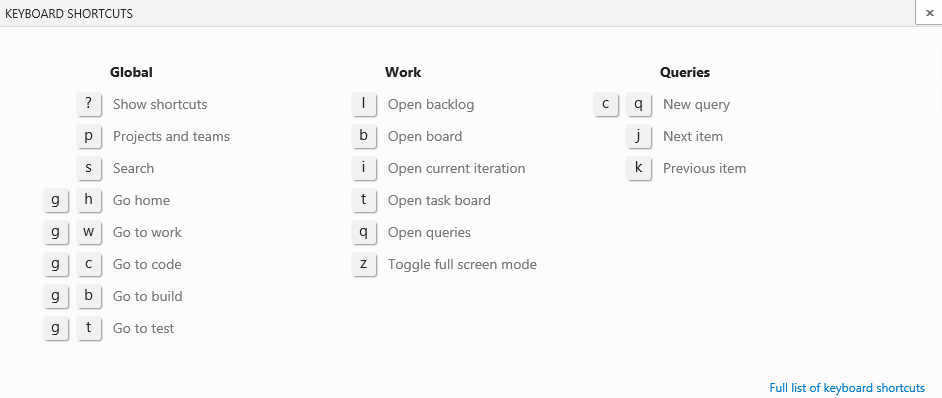 KEYBOARD SHORTCUTS ×
Global
? Show shortcuts
p Projects and teams
s Search
g h Go home
g w Go to work
g c Go to code
g b Go to build
g t Go to test
Work
l Open backlog
b Open board
i Open current iteration
t Open task board
q Open queries
z Toggle full screen mode
Queries
c q New query
j Next item
k Previous item
Full list of keyboard shortcuts